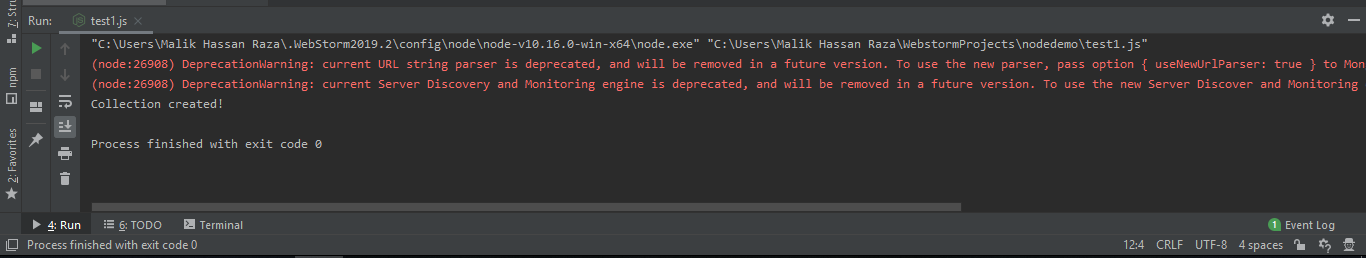 Run: test1.js
7: Stru
npm
2: Favorites
"C:\Users\Malik Hassan Raza\.WebStorm2019.2\config\node\node-v10.16.0-win-x64\node.exe" "C:\Users\Malik Hassan Raza\WebstormProjects\nodedemo\test1.js"
(node:26908) DeprecationWarning: current URL string parser is deprecated, and will be removed in a future version. To use the new parser, pass option { useNewUrlParser: true } to Mon
(node:26908) DeprecationWarning: current Server Discovery and Monitoring engine is deprecated, and will be removed in a future version. To use the new Server Discover and Monitoring
Collection created!
Process finished with exit code 0
4: Run 6: TODO Terminal 1 Event Log
Process finished with exit code 0 12:4 CRLF UTF-8 4 spaces